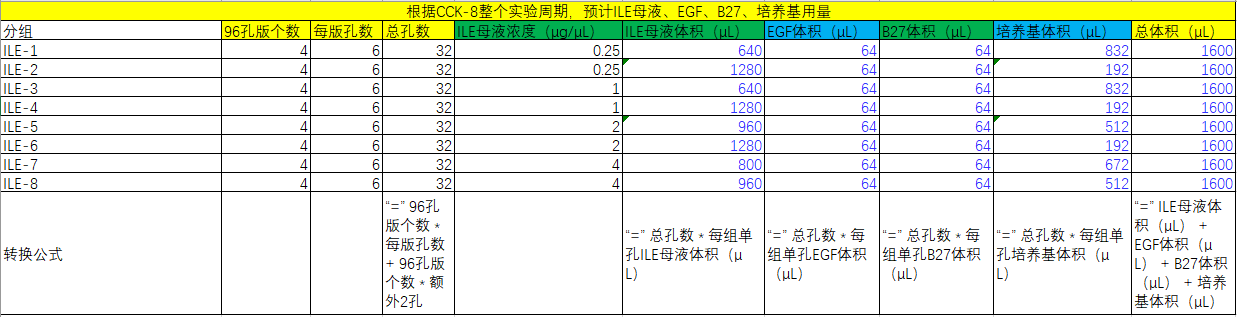 根据CCK-8整个实验周期，预计ILE母液、EGF、B27、培养基用量
分组 96孔版个数 每版孔数 总孔数 ILE母液浓度（μg/μL） ILE母液体积（μL） EGF体积（μL） B27体积（μL） 培养基体积（μL） 总体积（μL）
ILE-1 4 6 32 0.25 640 64 64 832 1600
ILE-2 4 6 32 0.25 1280 64 64 192 1600
ILE-3 4 6 32 1 640 64 64 832 1600
ILE-4 4 6 32 1 1280 64 64 192 1600
ILE-5 4 6 32 2 960 64 64 512 1600
ILE-6 4 6 32 2 1280 64 64 192 1600
ILE-7 4 6 32 4 800 64 64 672 1600
ILE-8 4 6 32 4 960 64 64 512 1600
转换公式
“=” 96孔
版个数 *
每版孔数
+ 96孔版
个数 * 额
外2孔
“=” 总孔数 * 每组单
孔ILE母液体积（μ
L）
“=” 总孔数 * 每
组单孔EGF体积
（μL）
“=” 总孔数 * 每
组单孔B27体积
（μL）
“=” 总孔数 * 每组单
孔培养基体积（μ
L）
“=” ILE母液体
积（μL） +
EGF体积（μ
L） + B27体积
（μL） + 培养
基体积（μL）